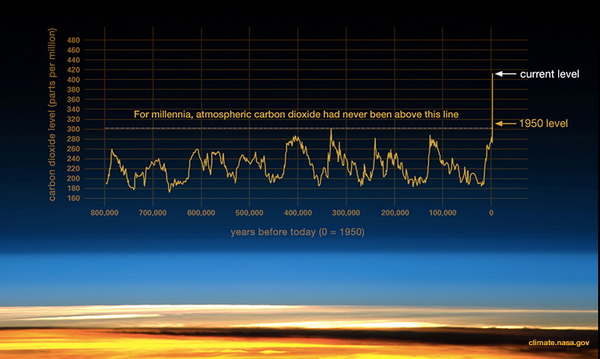 carbon dioxide level (parts per million)
480
460
440
420
400
380
360
340
320
300
280
260
240
220
200
180
160
For millennia, atmospheric carbon dioxide had never been above this line
current level
1950 level
800,000 700,000 600,000 500,000 400,000 300,000 200,000 100,000 0
years before today (0 = 1950)
climate.nasa.gov